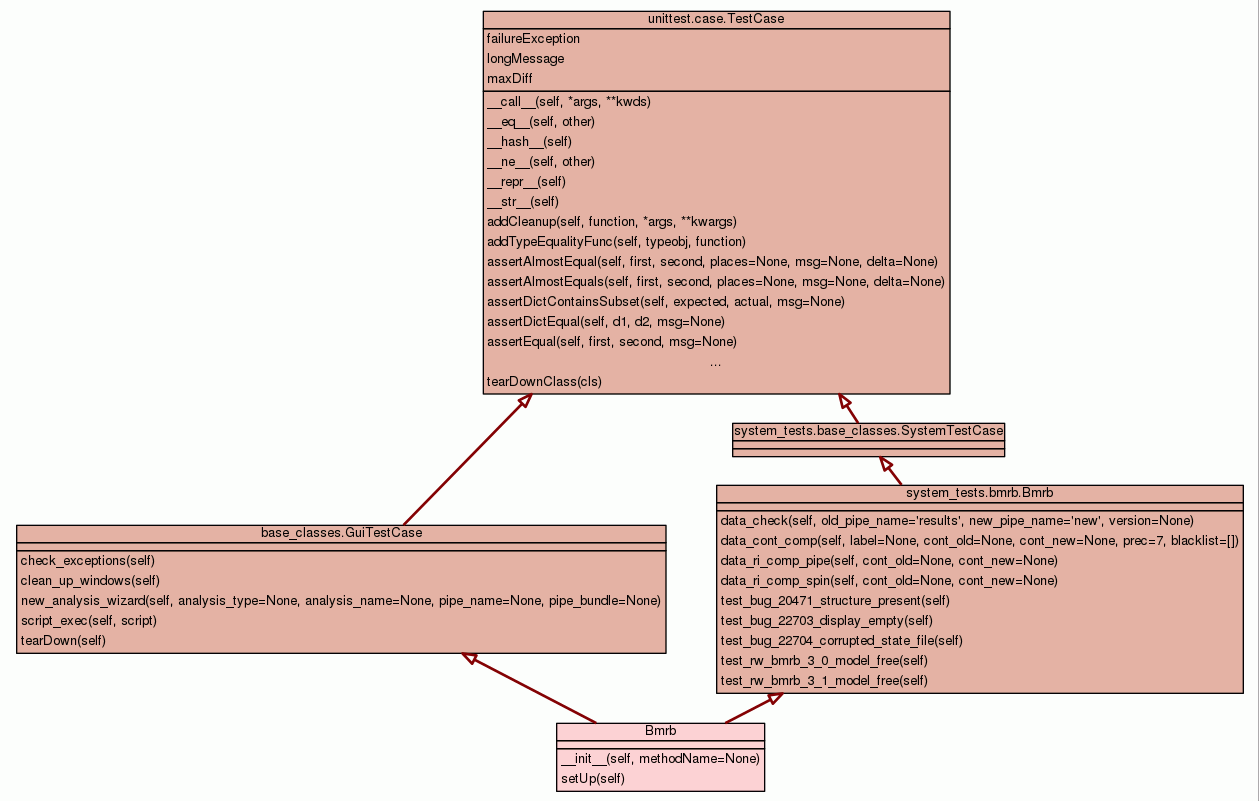 unittest.case.TestCase
failureException
longMessage
maxDiff
__call__(self, *args, **kwds)
__eq__(self, other)
__hash__(self)
__ne__(self, other)
__repr__(self)
__str__(self)
addCleanup(self, function, *args, **kwargs)
addTypeEqualityFunc(self, typeobj, function)
assertAlmostEqual(self, first, second, places=None, msg=None, delta=None)
assertAlmostEquals(self, first, second, places=None, msg=None, delta=None)
assertDictContainsSubset(self, expected, actual, msg=None)
assertDictEqual(self, d1, d2, msg=None)
assertEqual(self, first, second, msg=None)
...
tearDownClass(cls)
system_tests.base_classes.SystemTestCase
system_tests.bmrb.Bmrb
data_check(self, old_pipe_name='results', new_pipe_name='new', version=None)
data_cont_comp(self, label=None, cont_old=None, cont_new=None, prec=7, blacklist=[])
data_ri_comp_pipe(self, cont_old=None, cont_new=None)
data_ri_comp_spin(self, cont_old=None, cont_new=None)
test_bug_20471_structure_present(self)
test_bug_22703_display_empty(self)
test_bug_22704_corrupted_state_file(self)
test_rw_bmrb_3_0_model_free(self)
test_rw_bmrb_3_1_model_free(self)
base_classes.GuiTestCase
check_exceptions(self)
clean_up_windows(self)
new_analysis_wizard(self, analysis_type=None, analysis_name=None, pipe_name=None, pipe_bundle=None)
script_exec(self, script)
tearDown(self)
Bmrb
__init__(self, methodName=None)
setUp(self)